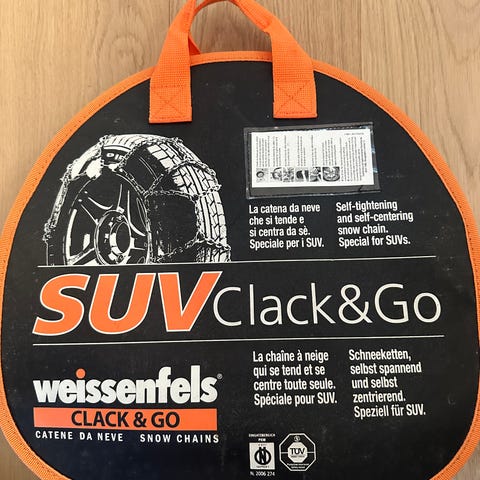 La catena da neve
che si tende e
si centra da sè.
Speciale per i SUV.
Self-tightening
and self-centering
snow chain.
Special for SUVs.
SUV Clack&Go
La chaîne à neige
qui se tend et se
centre toute seule.
Spéciale pour SUV.
Schneeketten,
selbst spannend
und selbst
zentrierend.
Speziell für SUV.
weissenfels®
CLACK & GO
CATENE DA NEVE SNOW CHAINS
N. 2006 274
TÜV